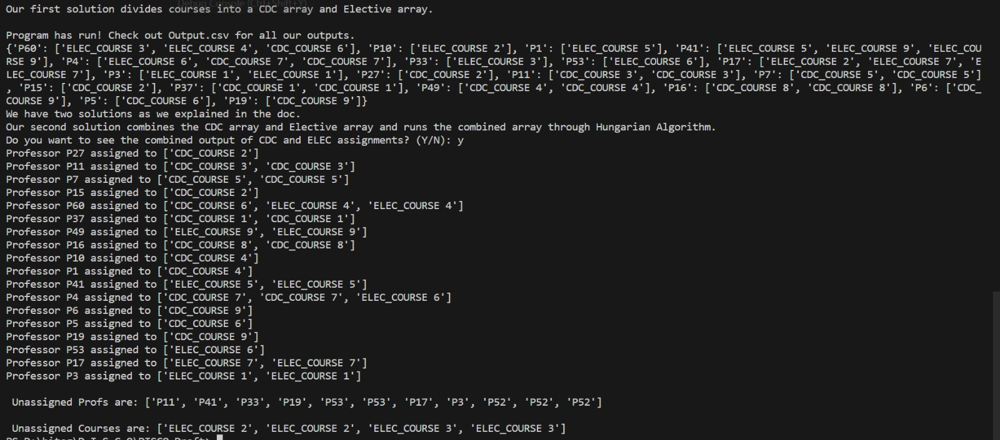 Our first solution divides courses into a CDC array and Elective array.
Debug Console (Ctrl+Shift+Y)
Program has run! Check out Output.csv for all our outputs.
{'P60': ['ELEC_COURSE 3', 'ELEC_COURSE 4', 'CDC_COURSE 6'], 'P10': ['ELEC_COURSE 2'], 'P1': ['ELEC_COURSE 5'], 'P41': ['ELEC_COURSE 5', 'ELEC_COURSE 9', 'ELEC_COU
RSE 9'], 'P4': ['ELEC_COURSE 6', 'CDC_COURSE 7', 'CDC_COURSE 7'], 'P33': ['ELEC_COURSE 3'], 'P53': ['ELEC_COURSE 6'], 'P17': ['ELEC_COURSE 2', 'ELEC_COURSE 7', 'E
LEC_COURSE 7'], 'P3': ['ELEC_COURSE 1', 'ELEC_COURSE 1'], 'P27': ['CDC_COURSE 2'], 'P11': ['CDC_COURSE 3', 'CDC_COURSE 3'], 'P7': ['CDC_COURSE 5', 'CDC_COURSE 5']
, 'P15': ['CDC_COURSE 2'], 'P37': ['CDC_COURSE 1', 'CDC_COURSE 1'], 'P49': ['CDC_COURSE 4', 'CDC_COURSE 4'], 'P16': ['CDC_COURSE 8', 'CDC_COURSE 8'], 'P6': ['CDC_
COURSE 9'], 'P5': ['CDC_COURSE 6'], 'P19': ['CDC_COURSE 9']}
We have two solutions as we explained in the doc.
Our second solution combines the CDC array and Elective array and runs the combined array through Hungarian Algorithm.
Do you want to see the combined output of CDC and ELEC assignments? (Y/N): y
Professor P27 assigned to ['CDC_COURSE 2']
Professor P11 assigned to ['CDC_COURSE 3', 'CDC_COURSE 3']
Professor P7 assigned to ['CDC_COURSE 5', 'CDC_COURSE 5']
Professor P15 assigned to ['CDC_COURSE 2']
Professor P60 assigned to ['CDC_COURSE 6', 'ELEC_COURSE 4', 'ELEC_COURSE 4']
Professor P37 assigned to ['CDC_COURSE 1', 'CDC_COURSE 1']
Professor P49 assigned to ['ELEC_COURSE 9', 'ELEC_COURSE 9']
Professor P16 assigned to ['CDC_COURSE 8', 'CDC_COURSE 8']
Professor P10 assigned to ['CDC_COURSE 4']
Professor P1 assigned to ['CDC_COURSE 4']
Professor P41 assigned to ['ELEC_COURSE 5', 'ELEC_COURSE 5']
Professor P4 assigned to ['CDC_COURSE 7', 'CDC_COURSE 7', 'ELEC_COURSE 6']
Professor P6 assigned to ['CDC_COURSE 9']
Professor P5 assigned to ['CDC_COURSE 6']
Professor P19 assigned to ['CDC_COURSE 9']
Professor P53 assigned to ['ELEC_COURSE 6']
Professor P17 assigned to ['ELEC_COURSE 7', 'ELEC_COURSE 7']
Professor P3 assigned to ['ELEC_COURSE 1', 'ELEC_COURSE 1']
Unassigned Profs are: ['P11', 'P41', 'P33', 'P19', 'P53', 'P53', 'P17', 'P3', 'P52', 'P52', 'P52']
Unassigned Courses are: ['ELEC_COURSE 2', 'ELEC_COURSE 2', 'ELEC_COURSE 3', 'ELEC_COURSE 3']